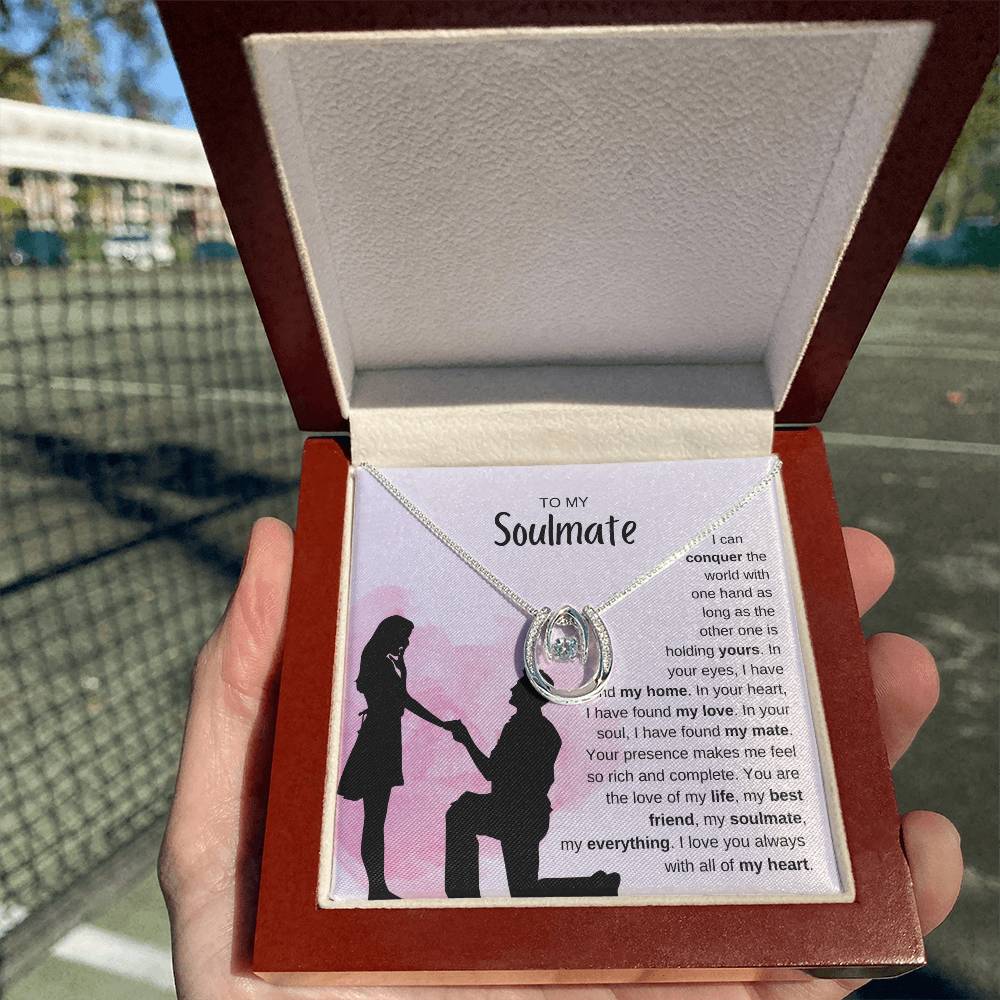 TO MY
Soulmate
I can
conquer the
world with
one hand as
long as the
other one is
holding yours. In
your eyes, I have
my home. In your heart,
I have found my love. In your
soul, I have found my mate.
Your presence makes me feel
so rich and complete. You are
the love of my life, my best
friend, my soulmate,
my everything. I love you always
with all of my heart.